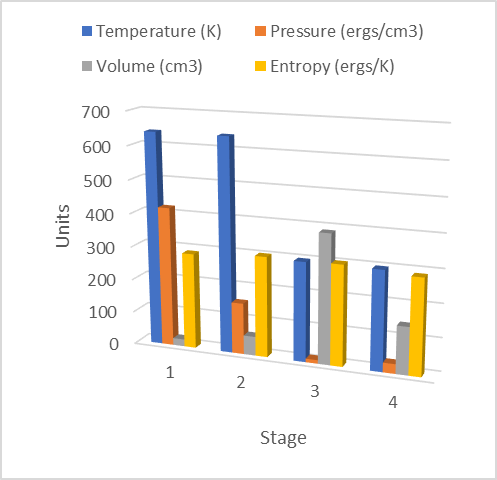 Temperature (K) Pressure (ergs/cm3)
Volume (cm3) Entropy (ergs/K)
700
600
500
400
300
200
100
0
Units
1 2 3 4
Stage